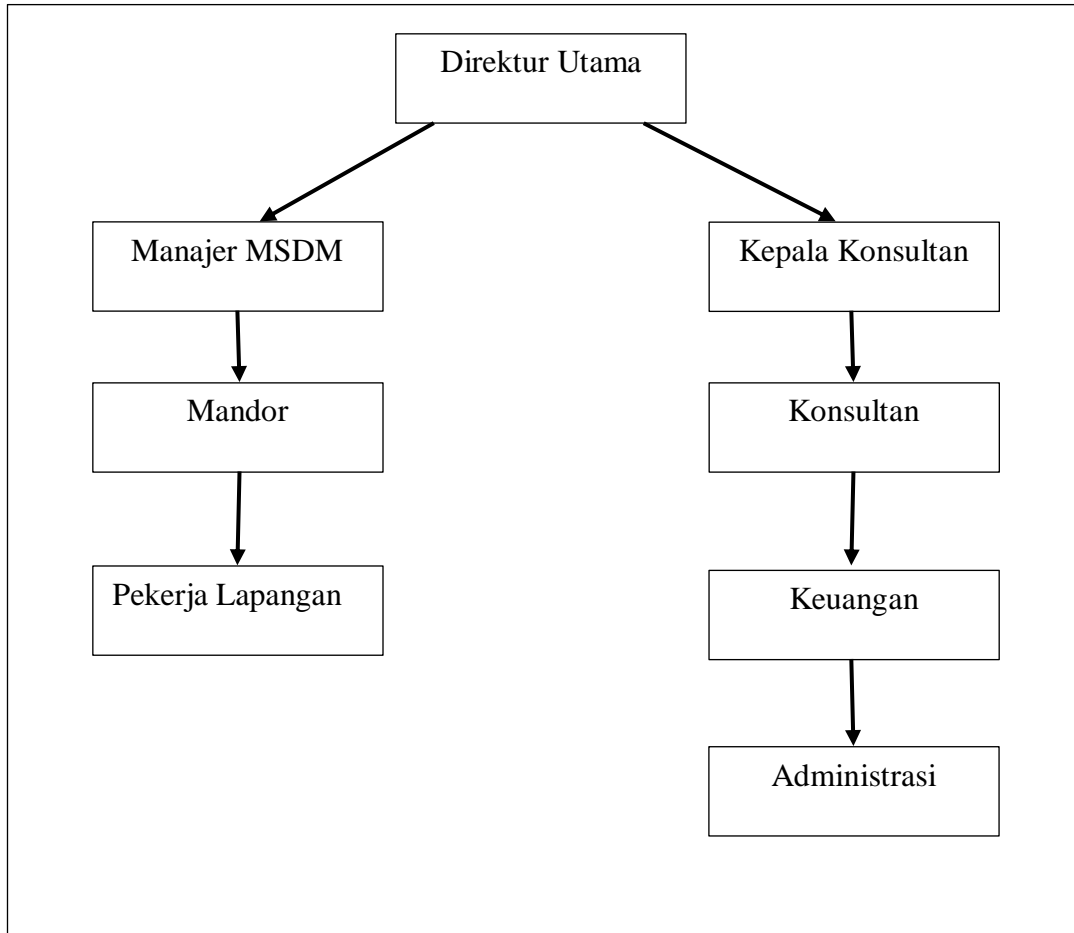 Direktur Utama
Manajer MSDM
Kepala Konsultan
Mandor
Konsultan
Pekerja Lapangan
Keuangan
Administrasi